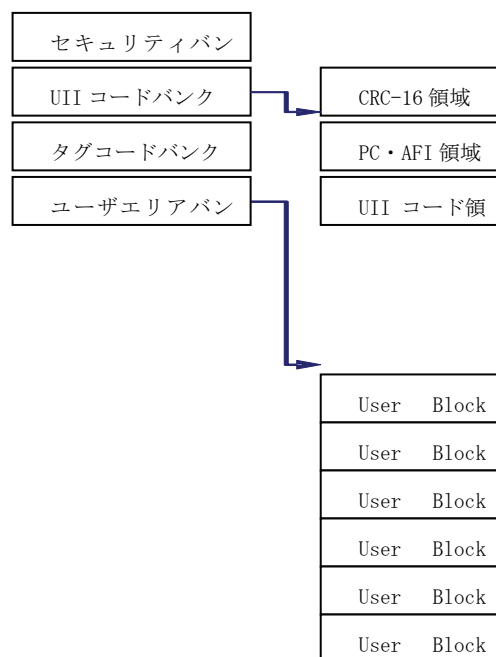 セキュリティバン
UII コードバンク
タグコードバンク
ユーザエリアバン
CRC-16 領域
PC・AFI 領域
UII コード領
User Block
User Block
User Block
User Block
User Block
User Block